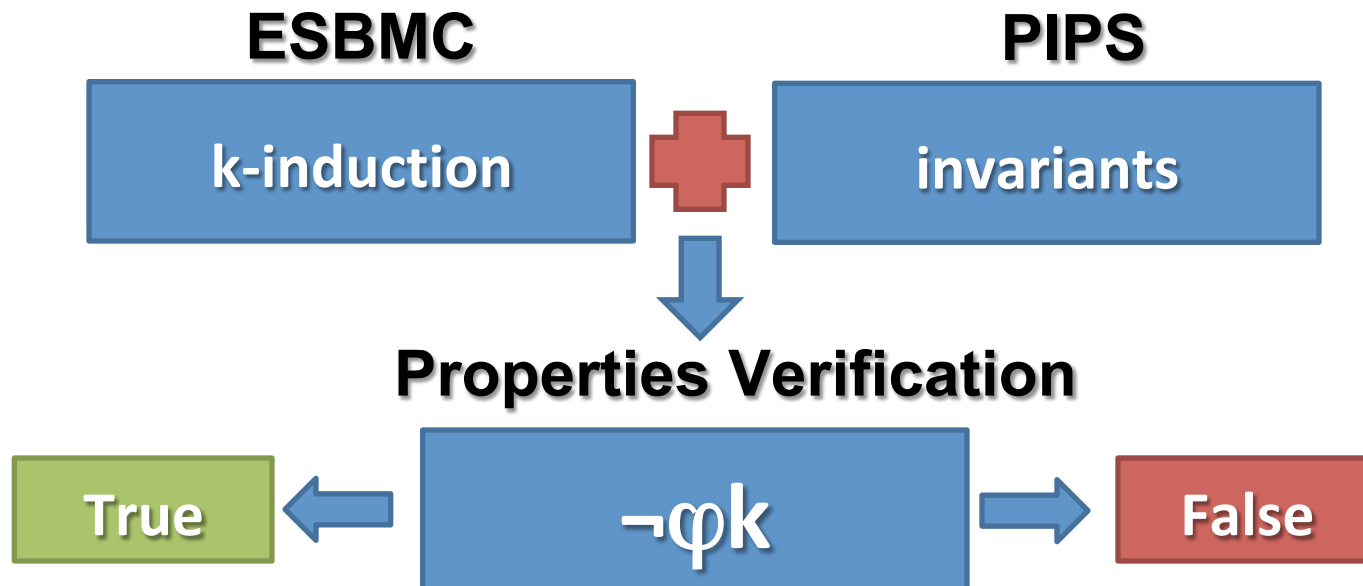 ESBMC
PIPS
k-induction
invariants
Properties Verification
True
¬φk
False